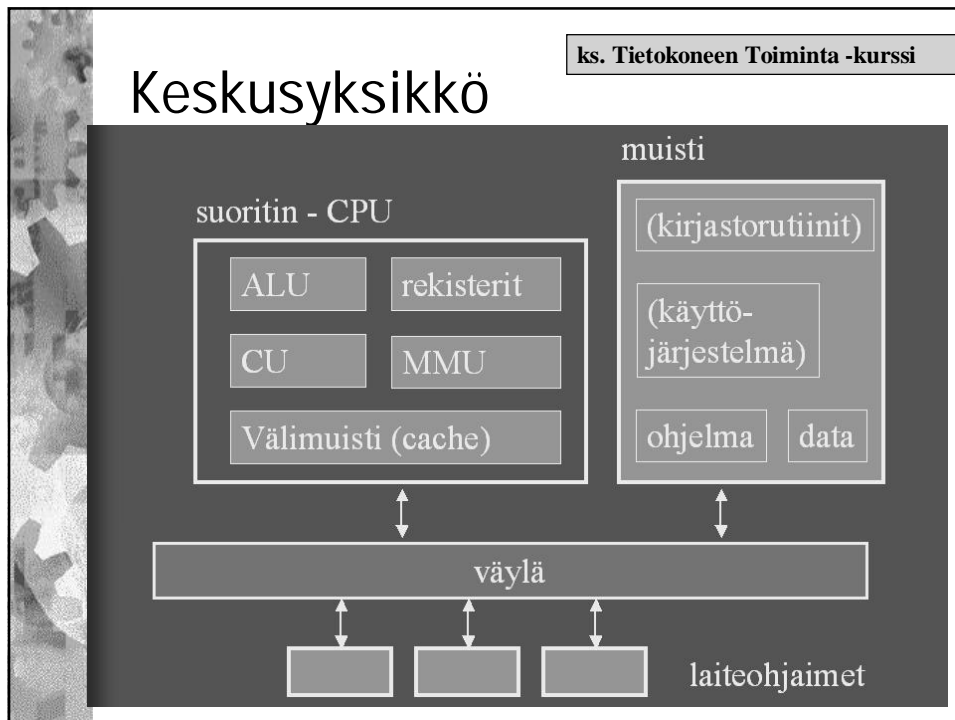 ks. Tietokoneen Toiminta -kurssi
Keskusyksikkö
muisti
suoritin - CPU
(kirjastorutiinit)
ALU
rekisterit
(käyttö-
järjestelmä)
CU
MMU
Välimuisti (cache)
ohjelma
data
väylä
laiteohjaimet